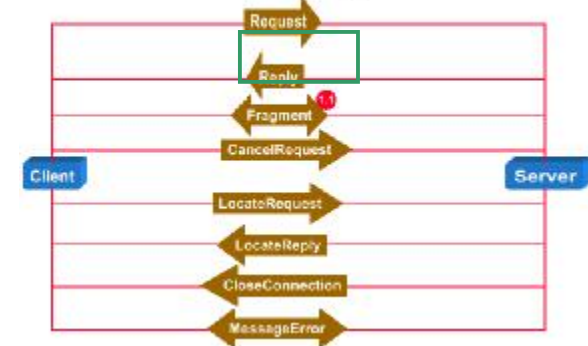 Request
Reply
1.1
Fragment
CancelRequest
Client
Server
LocateRequest
LocateReply
CloseConnection
MessageError